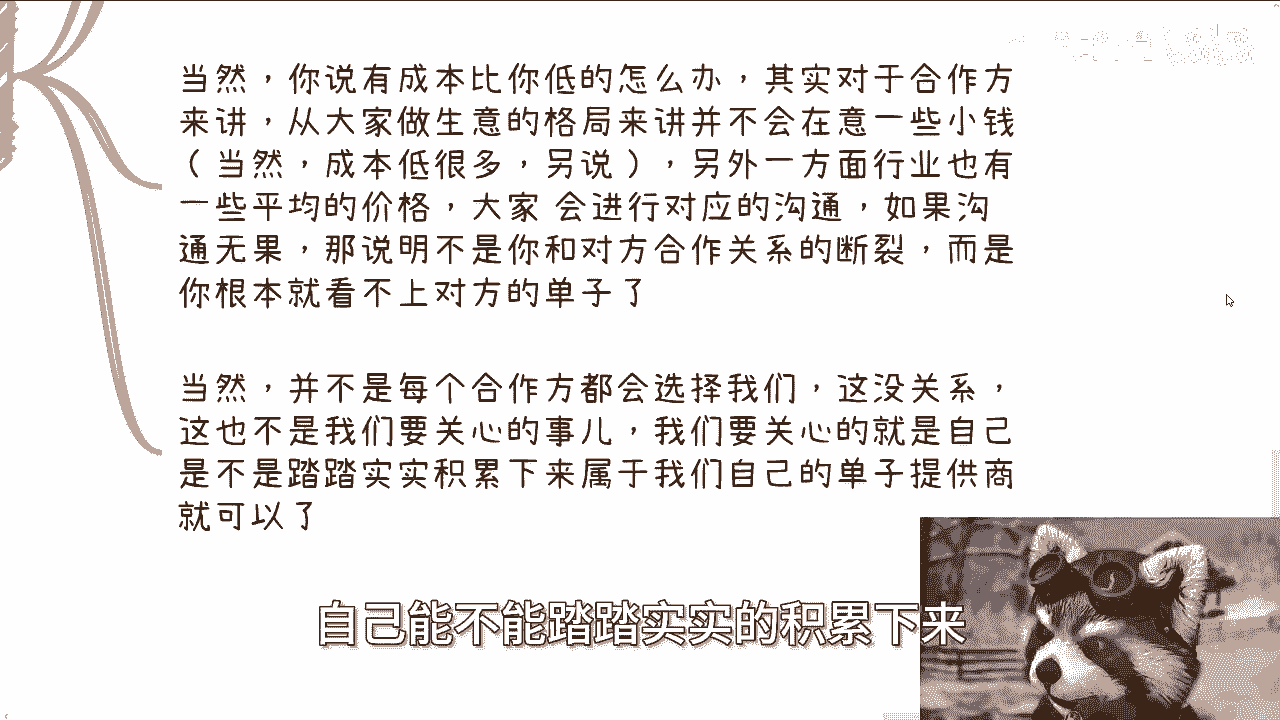 当然，你说有成本比你低的怎么办，其实对于合作方
来讲，从大家做生意的格局来讲并不会在意一些小钱
（当然，成本低很多，另说），另外一方面行业也有
一些平均的价格，大家 会进行对应的沟通，如果沟
通无果，那说明不是你和对方合作关系的断裂，而是
你根本就看不上对方的单子了
当然，并不是每个合作方都会选择我们，这没关系，
这也不是我们要关心的事儿，我们要关心的就是自己
是不是踏踏实实积累下来属于我们自己的单子提供商
就可以了
自己能不能踏踏实实的积累下来